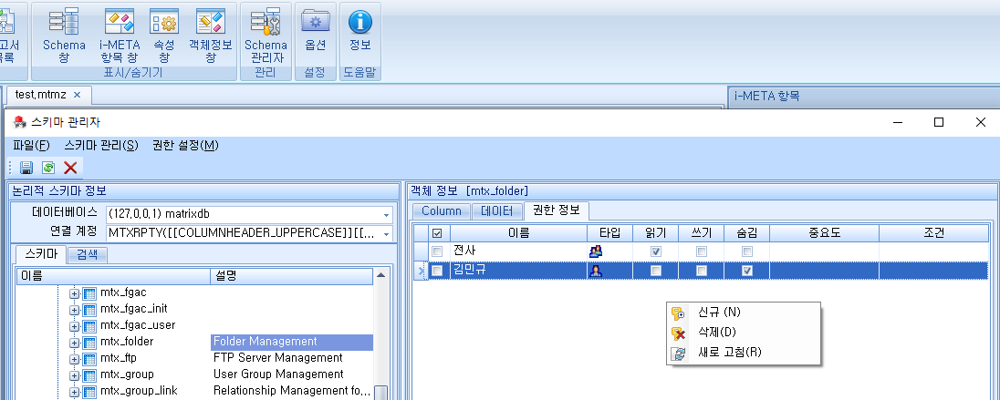 고서
목록
Schema
창
i-META
항목 창
속성
창
객체정보
창
표시/숨기기
Schema
관리자
관리
옵션
설정
정보
도움말
test.mtmz ×
i-META 항목
스키마 관리자
파일(F) 스키마 관리(S) 권한 설정(M)
논리적 스키마 정보
데이터베이스 (127.0.0.1) matrixdb
연결 계정 MTXRPTY([[COLUMNHEADER_UPPERCASE]][[...
스키마 검색
이름 설명
mtx_fgac
mtx_fgac_init
mtx_fgac_user
mtx_folder Folder Management
mtx_ftp FTP Server Management
mtx_group User Group Management
mtx_group_link Relationship Management fo...
객체 정보 [mtx_folder]
Column 데이터 권한 정보
이름 타입 읽기 쓰기 숨김 중요도 조건
전사
김민규
신규 (N)
삭제(D)
새로 고침(R)